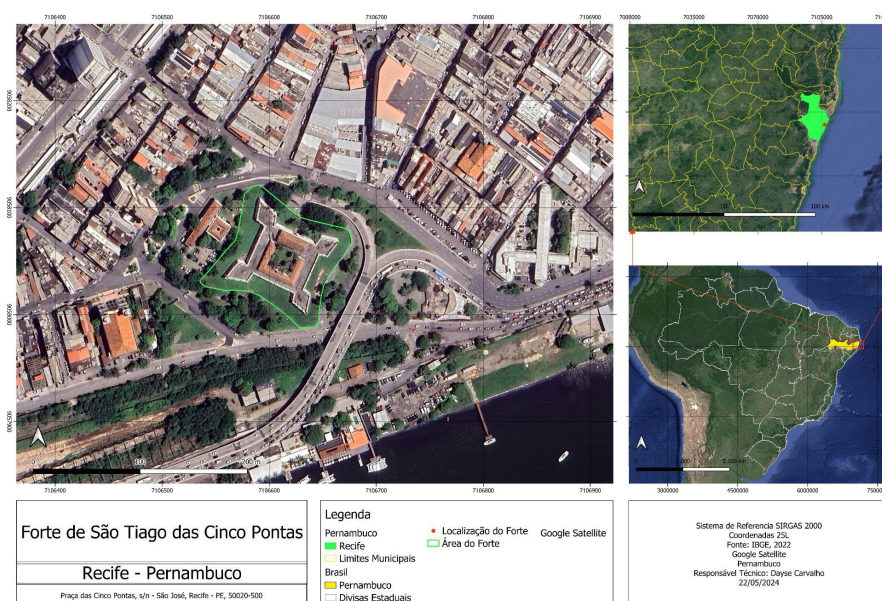 7106400 7106500 7106600 7106700 7106800 7106900
7000000 7035000 7070000 7105000
100 km
0 100 200 m
7106400 7106500 7106600 7106700 7106800 7106900
3000000 4500000 6000000
Forte de São Tiago das Cinco Pontas
Recife - Pernambuco
Praça das Cinco Pontas, s/n - São José, Recife - PE, 50020-500
Legenda
Pernambuco
Recife
Limites Municipais
Brasil
Pernambuco
Divisas Estaduais
Localização do Forte
Área do Forte
Google Satellite
Sistema de Referencia SIRGAS 2000
Coordenadas 25L
Fonte: IBGE, 2022
Google Satellite
Pernambuco
Responsável Técnico: Dayse Carvalho
22/05/2024